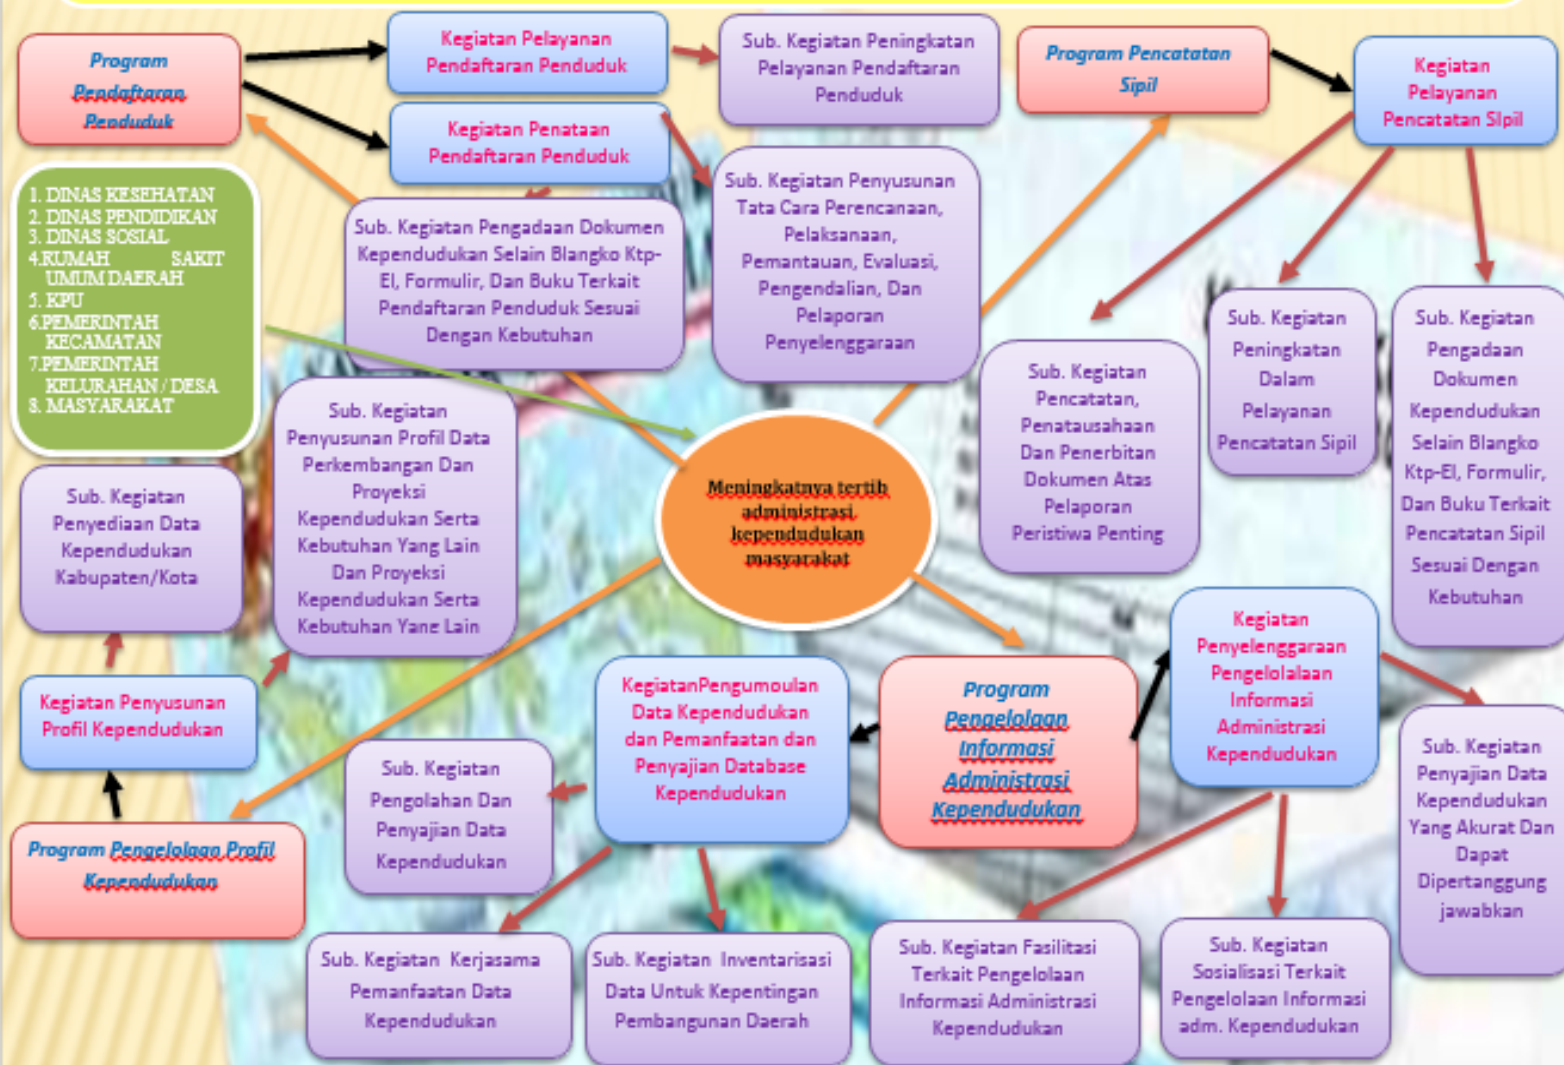 Program
Pendaftaran
Penduduk
Kegiatan Pelayanan
Pendaftaran Penduduk
Sub. Kegiatan Peningkatan
Pelayanan Pendaftaran
Penduduk
Program Pencatatan
Sipil
Kegiatan
Pelayanan
Pencatatan SIpil
Kegiatan Penataan
Pendaftaran Penduduk
1. DINAS KESEHATAN
2. DINAS PENDIDIKAN
3. DINAS SOSIAL
4.RUMAH SAKIT
UMUM DAERAH
5. KPU
6.PEMERINTAH
KECAMATAN
7.PEMERINTAH
KELURAHAN / DESA
8. MASYARAKAT
Sub. Kegiatan Pengadaan Dokumen
Kependudukan Selain Blangko Ktp-
El, Formulir, Dan Buku Terkait
Pendaftaran Penduduk Sesuai
Dengan Kebutuhan
Sub. Kegiatan Penyusunan
Tata Cara Perencanaan,
Pelaksanaan,
Pemantauan, Evaluasi,
Pengendalian, Dan
Pelaporan
Penyelenggaraan
Sub. Kegiatan
Pencatatan,
Penatausahaan
Dan Penerbitan
Dokumen Atas
Pelaporan
Peristiwa Penting
Sub. Kegiatan
Peningkatan
Dalam
Pelayanan
Pencatatan Sipil
Sub. Kegiatan
Pengadaan
Dokumen
Kependudukan
Selain Blangko
Ktp-El, Formulir,
Dan Buku Terkait
Pencatatan Sipil
Sesuai Dengan
Kebutuhan
Sub. Kegiatan
Penyediaan Data
Kependudukan
Kabupaten/Kota
Sub. Kegiatan
Penyusunan Profil Data
Perkembangan Dan
Proyeksi
Kependudukan Serta
Kebutuhan Yang Lain
Dan Proyeksi
Kependudukan Serta
Kebutuhan Yane Lain
Meningkatnya tertib
administrasi
kependudukan
masyarakat
Kegiatan Penyusunan
Profil Kependudukan
Program Pengelolaan Profil
Kependudukan
KegiatanPengumoulan
Data Kependudukan
dan Pemanfaatan dan
Penyajian Database
Kependudukan
Program
Pengelolaan
Informasi
Administrasi
Kependudukan
Kegiatan
Penyelenggaraan
Pengelolalaan
Informasi
Administrasi
Kependudukan
Sub. Kegiatan
Pengolahan Dan
Penyajian Data
Kependudukan
Sub. Kegiatan
Penyajian Data
Kependudukan
Yang Akurat Dan
Dapat
Dipertanggung
jawabkan
Sub. Kegiatan Kerjasama
Pemanfaatan Data
Kependudukan
Sub. Kegiatan Inventarisasi
Data Untuk Kepentingan
Pembangunan Daerah
Sub. Kegiatan Fasilitasi
Terkait Pengelolaan
Informasi Administrasi
Kependudukan
Sub. Kegiatan
Sosialisasi Terkait
Pengelolaan Informasi
adm. Kependudukan